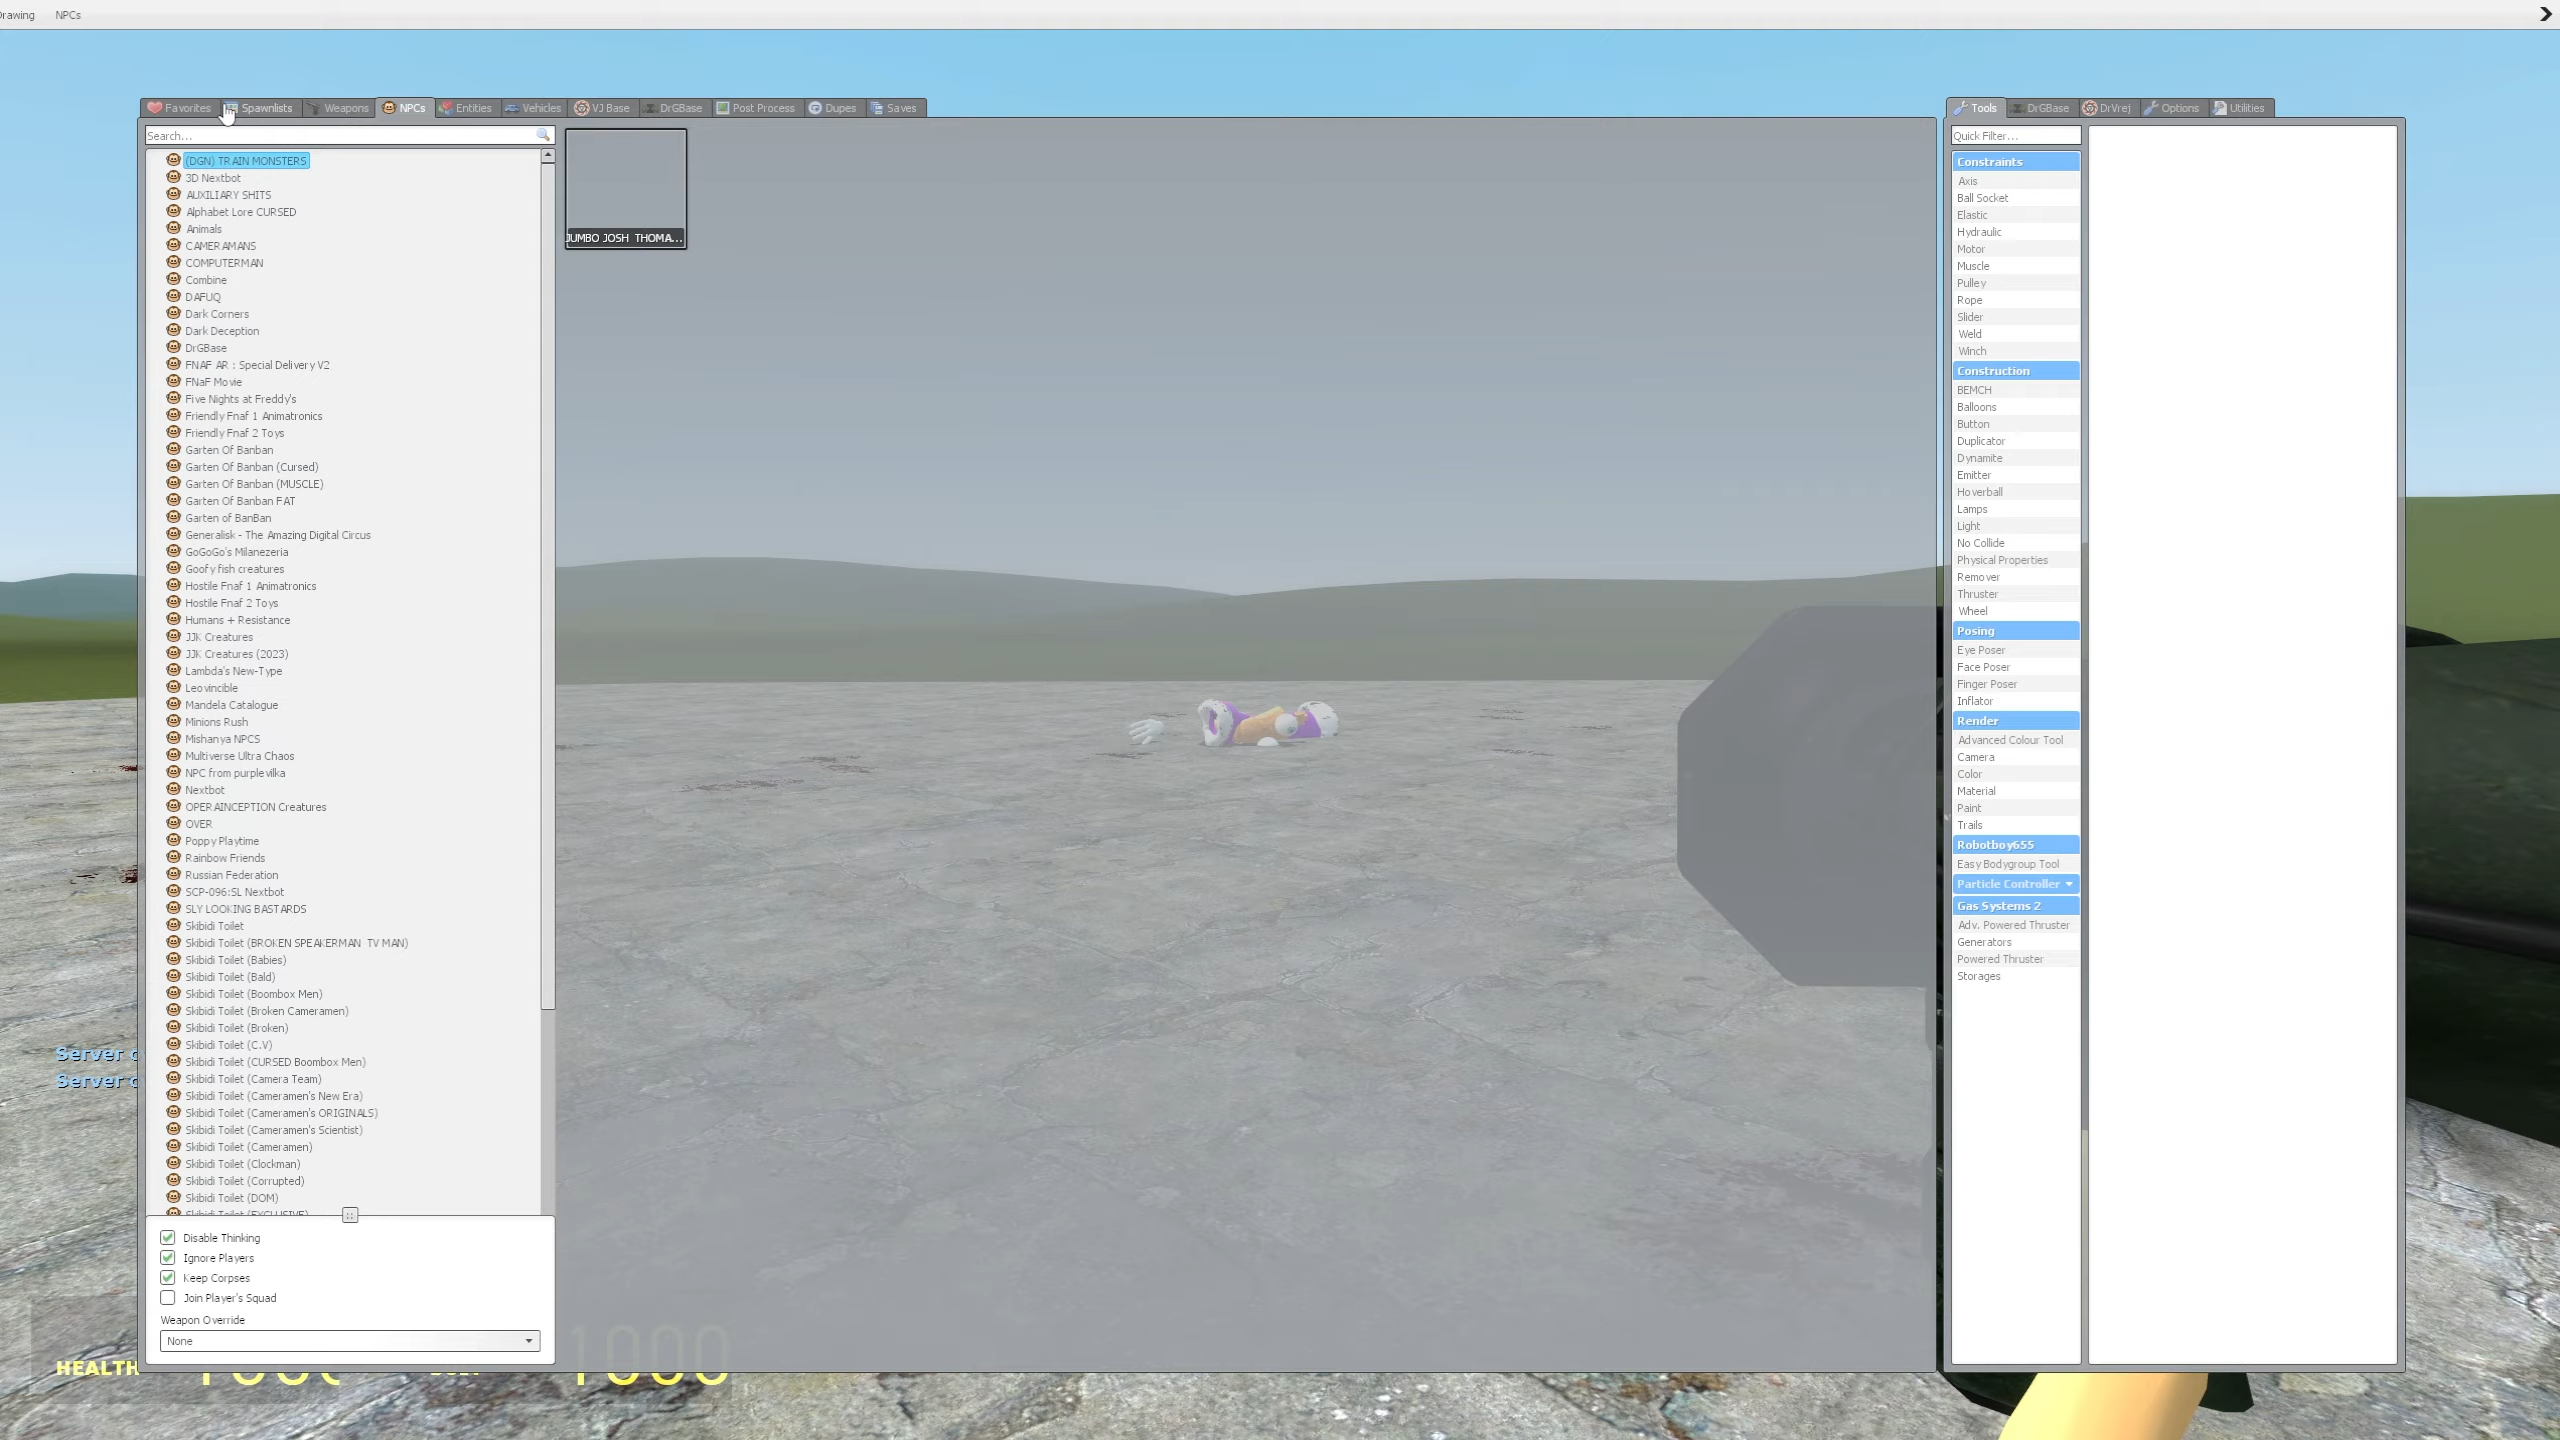 Drawing NPCs
Favorites Spawnlists Weapons NPCs Entities Vehicles VJ Base DrGBase Post Process Dupes Saves
Search...
(DGN) TRAIN MONSTERS
3D Nextbot
AUXILIARY SHITS
Alphabet Lore CURSED
Animals
CAMERAMANS
COMPUTERMAN
Combine
DAFUQ
Dark Corners
Dark Deception
DrGBase
FNAF AR : Special Delivery V2
FNaF Movie
Five Nights at Freddy's
Friendly Fnaf 1 Animatronics
Friendly Fnaf 2 Toys
Garten Of Banban
Garten Of Banban (Cursed)
Garten Of Banban (MUSCLE)
Garten Of Banban FAT
Garten of BanBan
Generalisk - The Amazing Digital Circus
GoGoGo's Milanezeria
Goofy fish creatures
Hostile Fnaf 1 Animatronics
Hostile Fnaf 2 Toys
Humans + Resistance
JJK Creatures
JJK Creatures (2023)
Lambda's New-Type
Leovincible
Mandela Catalogue
Minions Rush
Mishanya NPCS
Multiverse Ultra Chaos
NPC from purplevilka
Nextbot
OPERAINCEPTION Creatures
OVER
Poppy Playtime
Rainbow Friends
Russian Federation
SCP-096:SL Nextbot
SLY LOOKING BASTARDS
Skibidi Toilet
Skibidi Toilet (BROKEN SPEAKERMAN TV MAN)
Skibidi Toilet (Babies)
Skibidi Toilet (Bald)
Skibidi Toilet (Boombox Men)
Skibidi Toilet (Broken Cameramen)
Skibidi Toilet (Broken)
Skibidi Toilet (C.V)
Skibidi Toilet (CURSED Boombox Men)
Skibidi Toilet (Camera Team)
Skibidi Toilet (Cameramen's New Era)
Skibidi Toilet (Cameramen's ORIGINALS)
Skibidi Toilet (Cameramen's Scientist)
Skibidi Toilet (Cameramen)
Skibidi Toilet (Clockman)
Skibidi Toilet (Corrupted)
Skibidi Toilet (DOM)
Skibidi Toilet (EXCLUSIVE)
Disable Thinking
Ignore Players
Keep Corpses
Join Player's Squad
Weapon Override
None
JUMBO JOSH THOMA...
Server
Server
HEALTH 1000
Tools DrGBase DrVrej Options Utilities
Quick Filter...
Constraints
Axis
Ball Socket
Elastic
Hydraulic
Motor
Muscle
Pulley
Rope
Slider
Weld
Winch
Construction
BEMCH
Balloons
Button
Duplicator
Dynamite
Emitter
Hoverball
Lamps
Light
No Collide
Physical Properties
Remover
Thruster
Wheel
Posing
Eye Poser
Face Poser
Finger Poser
Inflator
Render
Advanced Colour Tool
Camera
Color
Material
Paint
Trails
Robotboy655
Easy Bodygroup Tool
Particle Controller
Gas Systems 2
Adv. Powered Thruster
Generators
Powered Thruster
Storages